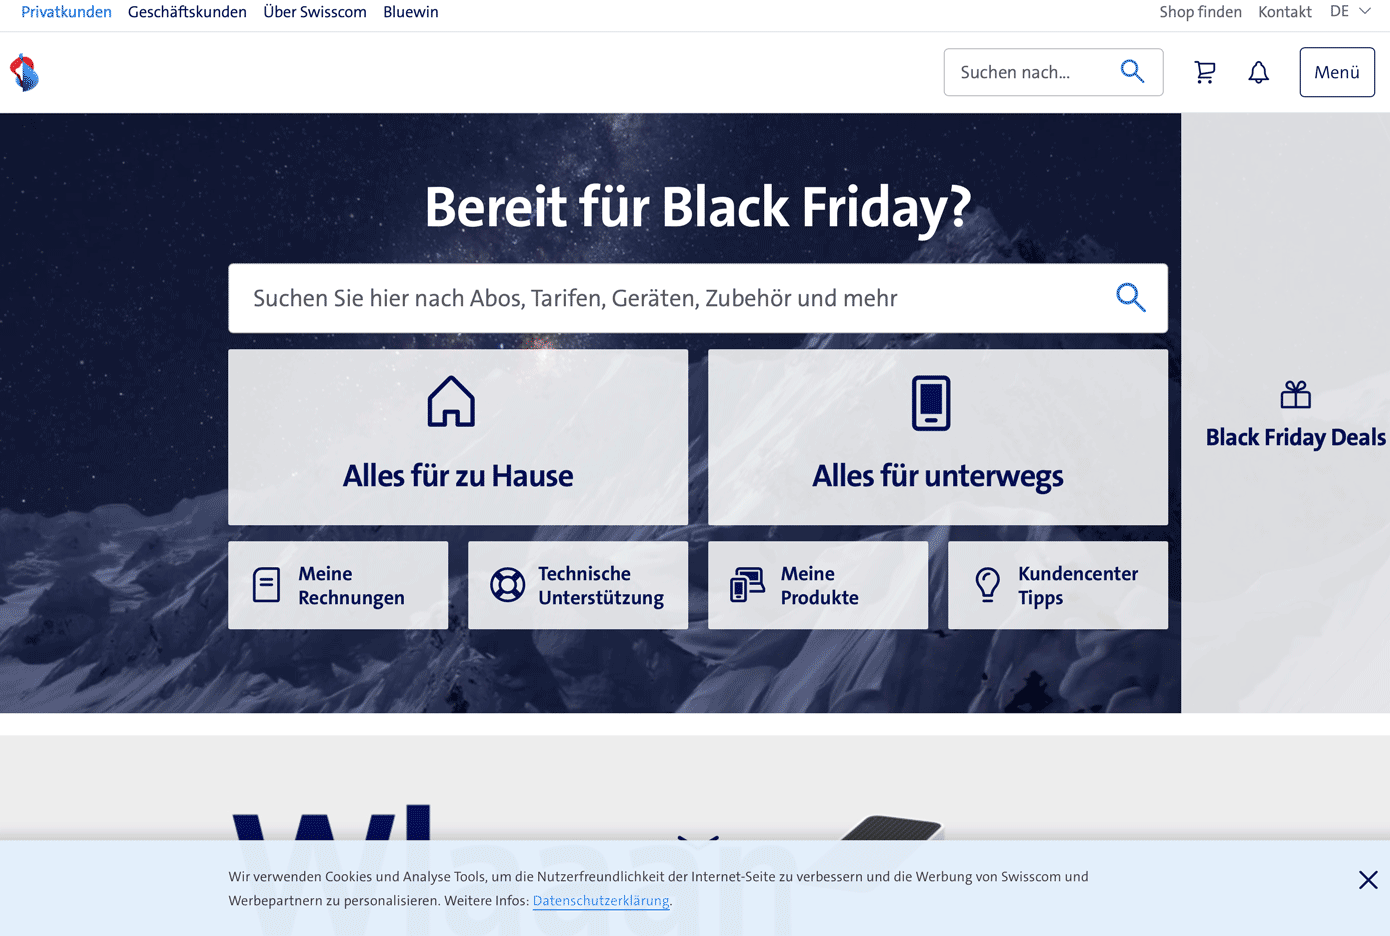 Privatkunden Geschäftskunden Über Swisscom Bluewin Shop finden Kontakt DE
Suchen nach... Menü
Bereit für Black Friday?
Suchen Sie hier nach Abos, Tarifen, Geräten, Zubehör und mehr
Alles für zu Hause
Alles für unterwegs
Black Friday Deals
Meine
Rechnungen
Technische
Unterstützung
Meine
Produkte
Kundencenter
Tipps
Wlaaan
Wir verwenden Cookies und Analyse Tools, um die Nutzerfreundlichkeit der Internet-Seite zu verbessern und die Werbung von Swisscom und
Werbepartnern zu personalisieren. Weitere Infos: Datenschutzerklärung.